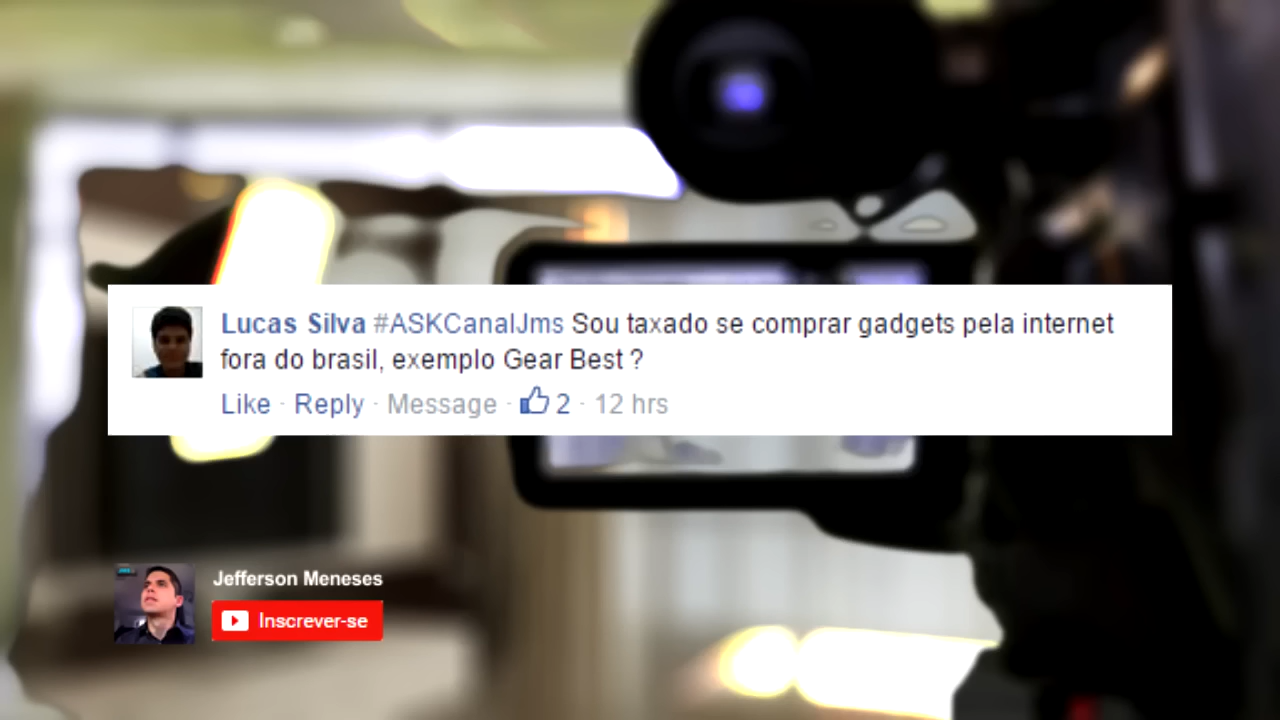 Lucas Silva #ASKCanalJms Sou taxado se comprar gadgets pela internet
fora do brasil, exemplo Gear Best ?
Like · Reply · Message · 2 · 12 hrs
Jefferson Meneses
Inscrever-se